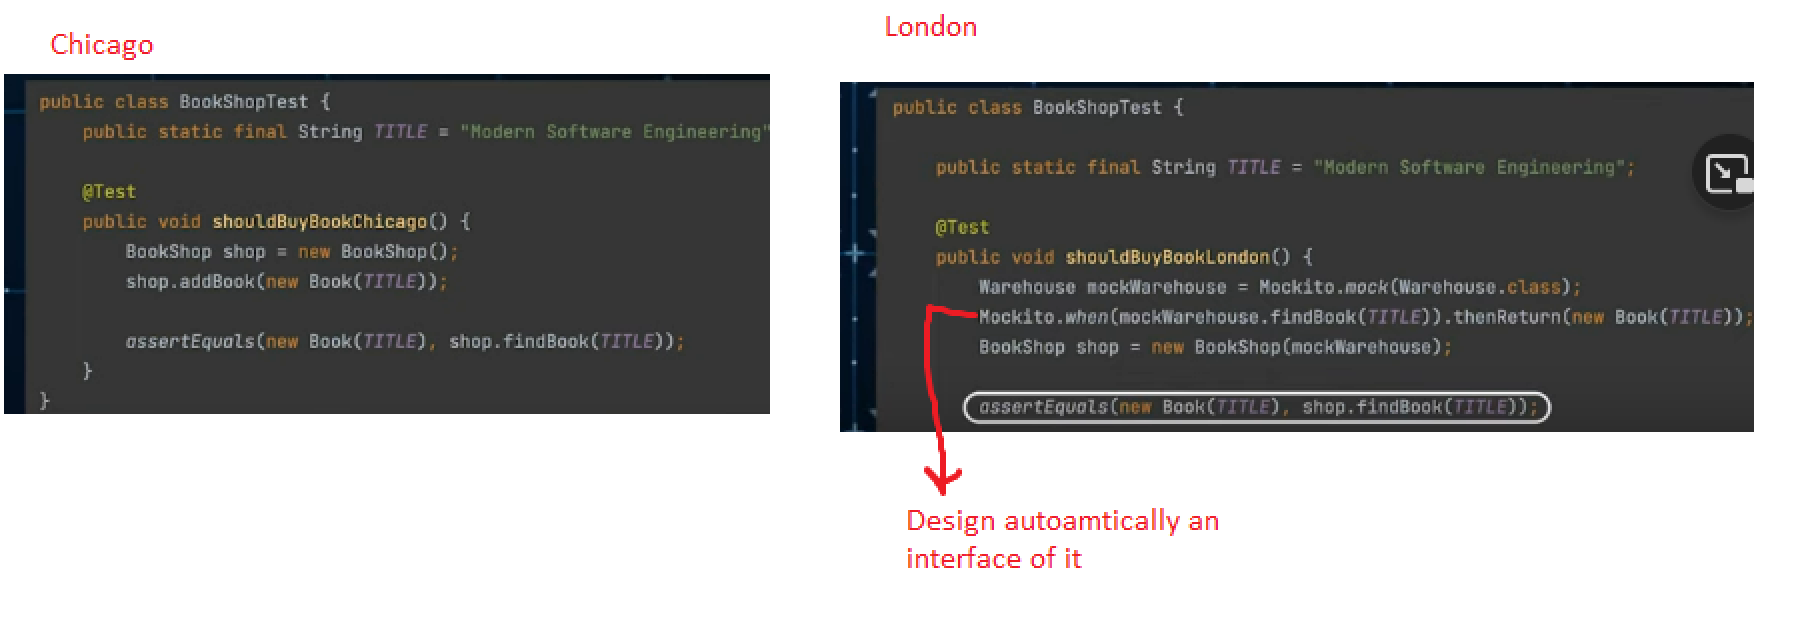 Chicago
public class BookShopTest {
public static final String TITLE = "Modern Software Engineering"
@Test
public void shouldBuyBookChicago() {
BookShop shop = new BookShop();
shop.addBook(new Book(TITLE));
assertEquals(new Book(TITLE), shop.findBook(TITLE));
}
}
London
public class BookShopTest {
public static final String TITLE = "Modern Software Engineering";
@Test
public void shouldBuyBookLondon() {
Warehouse mockWarehouse = Mockito.mock(Warehouse.class);
Mockito.when(mockWarehouse.findBook(TITLE)).thenReturn(new Book(TITLE));
BookShop shop = new BookShop(mockWarehouse);
assertEquals(new Book(TITLE), shop.findBook(TITLE));
Design autoamtically an
interface of it